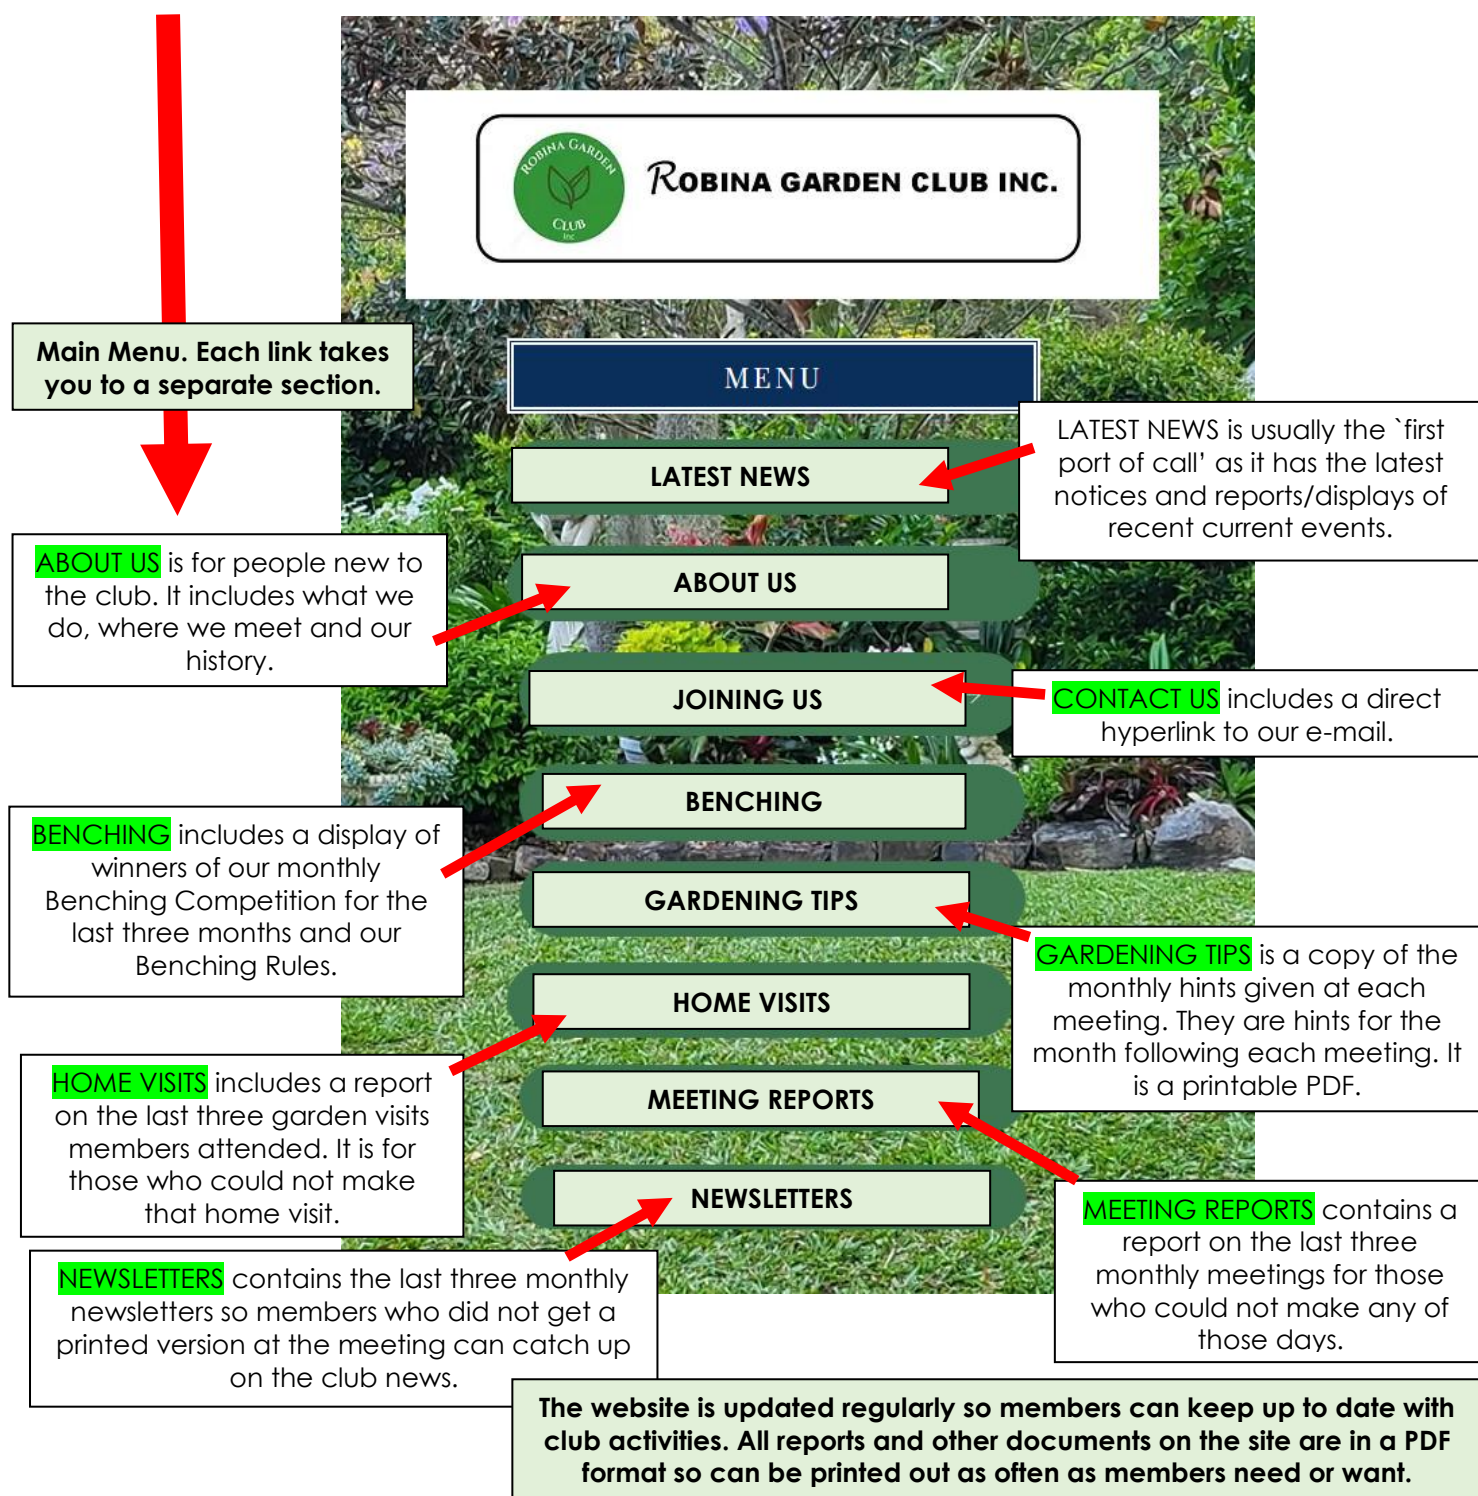 ROBINA GARDEN
CLUB
Inc
ROBINA GARDEN CLUB INC.
Main Menu. Each link takes
you to a separate section.
MENU
LATEST NEWS
LATEST NEWS is usually the `first
port of call’ as it has the latest
notices and reports/displays of
recent current events.
ABOUT US is for people new to
the club. It includes what we
do, where we meet and our
history.
ABOUT US
JOINING US
CONTACT US includes a direct
hyperlink to our e-mail.
BENCHING
BENCHING includes a display of
winners of our monthly
Benching Competition for the
last three months and our
Benching Rules.
GARDENING TIPS
GARDENING TIPS is a copy of the
monthly hints given at each
meeting. They are hints for the
month following each meeting. It
is a printable PDF.
HOME VISITS
HOME VISITS includes a report
on the last three garden visits
members attended. It is for
those who could not make
that home visit.
MEETING REPORTS
MEETING REPORTS contains a
report on the last three
monthly meetings for those
who could not make any of
those days.
NEWSLETTERS
NEWSLETTERS contains the last three monthly
newsletters so members who did not get a
printed version at the meeting can catch up
on the club news.
The website is updated regularly so members can keep up to date with
club activities. All reports and other documents on the site are in a PDF
format so can be printed out as often as members need or want.